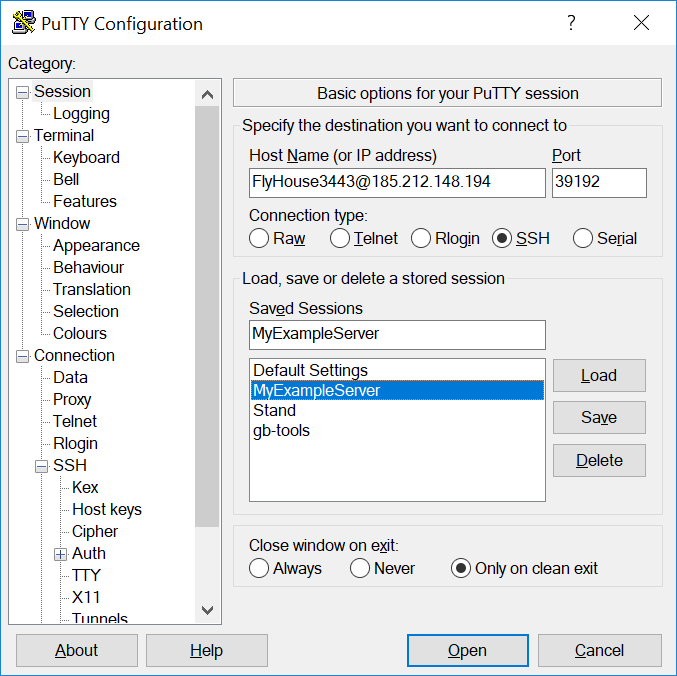 PuTTY Configuration
?
Category:
Session
Logging
Terminal
Keyboard
Bell
Features
Window
Appearance
Behaviour
Translation
Selection
Colours
Connection
Data
Proxy
Telnet
Rlogin
SSH
Kex
Host keys
Cipher
Auth
TTY
X11
Tunnels
Basic options for your PuTTY session
Specify the destination you want to connect to
Host Name (or IP address) Port
FlyHouse3443@185.212.148.194 39192
Connection type:
Raw Telnet Rlogin SSH Serial
Load, save or delete a stored session
Saved Sessions
MyExampleServer
Default Settings
MyExampleServer
Stand
gb-tools
Load
Save
Delete
Close window on exit:
Always Never Only on clean exit
About Help Open Cancel